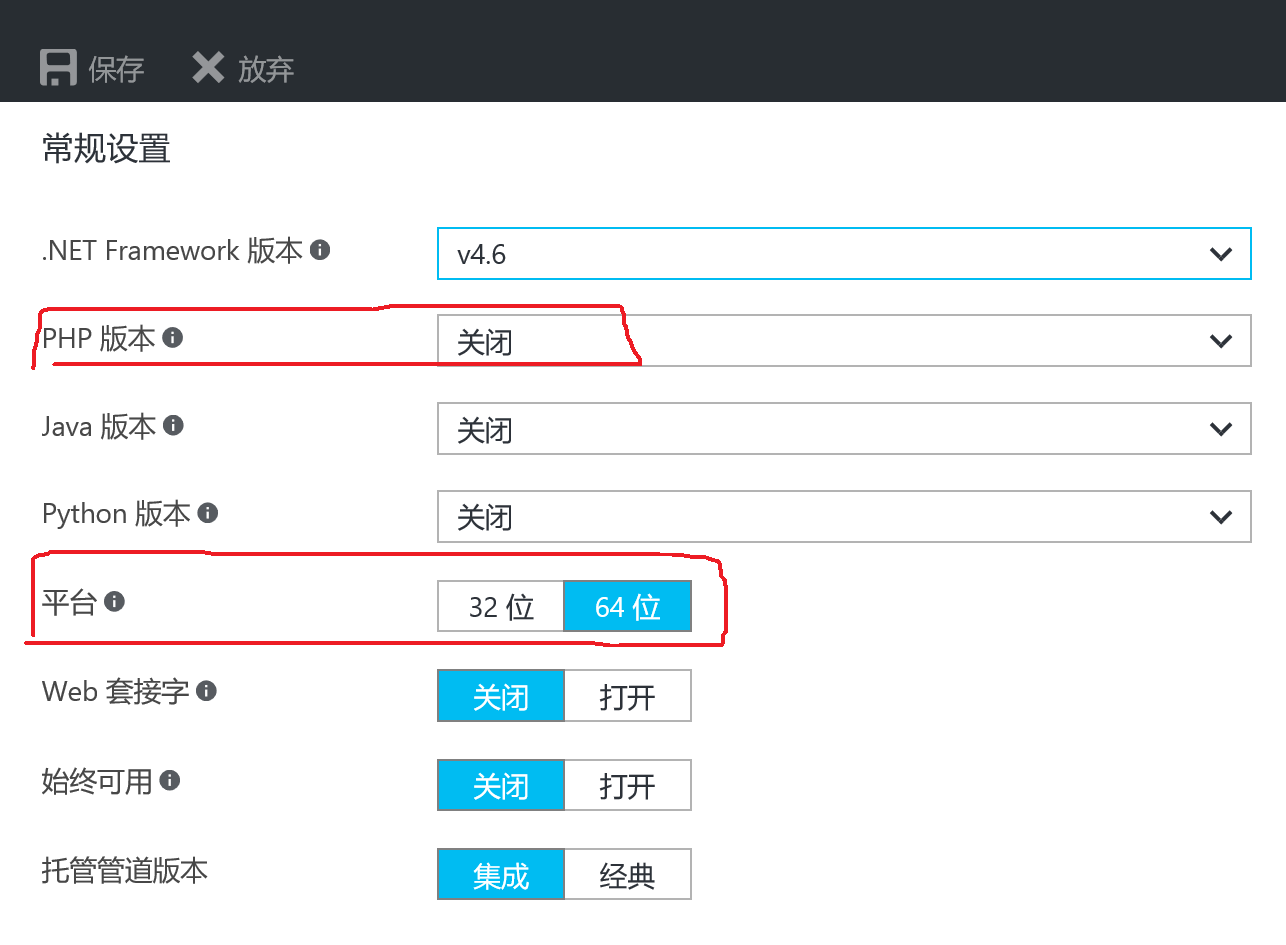 保存 放弃
常规设置
.NET Framework 版本 v4.6
PHP 版本 关闭
Java 版本 关闭
Python 版本 关闭
平台 32 位 64 位
Web 套接字 关闭 打开
始终可用 关闭 打开
托管管道版本 集成 经典